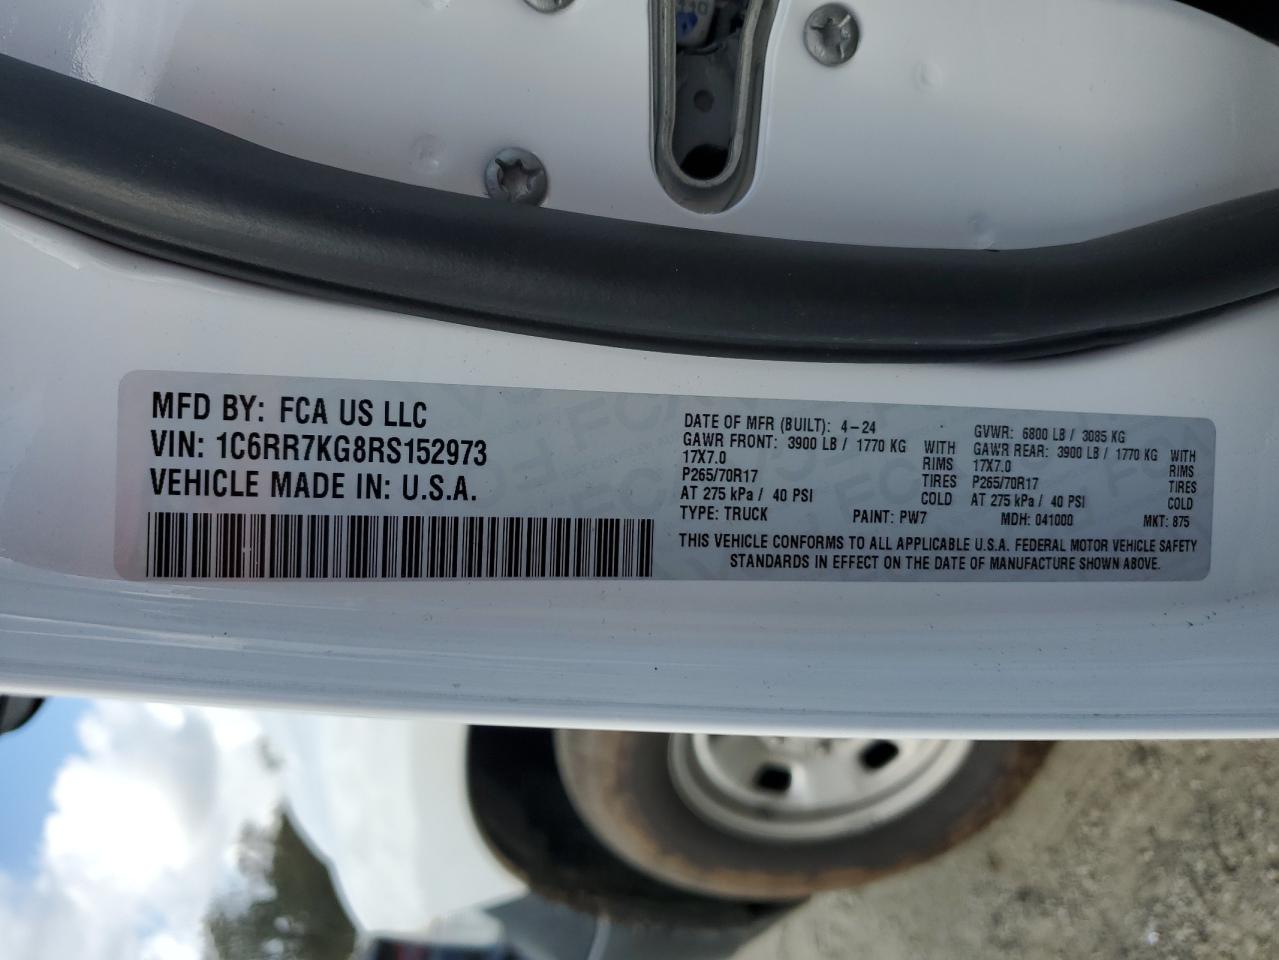 MFD BY: FCA US LLC
VIN: 1C6RR7KG8RS152973
VEHICLE MADE IN: U.S.A.
DATE OF MFR (BUILT): 4-24 GVWR: 6800 LB / 3085 KG
GAWR FRONT: 3900 LB / 1770 KG WITH GAWR REAR: 3900 LB / 1770 KG WITH
17X7.0 RIMS 17X7.0 RIMS
P265/70R17 TIRES P265/70R17 TIRES
AT 275 kPa / 40 PSI COLD AT 275 kPa / 40 PSI COLD
TYPE: TRUCK PAINT: PW7 MDH: 041000 MKT: 875
THIS VEHICLE CONFORMS TO ALL APPLICABLE U.S.A. FEDERAL MOTOR VEHICLE SAFETY
STANDARDS IN EFFECT ON THE DATE OF MANUFACTURE SHOWN ABOVE.